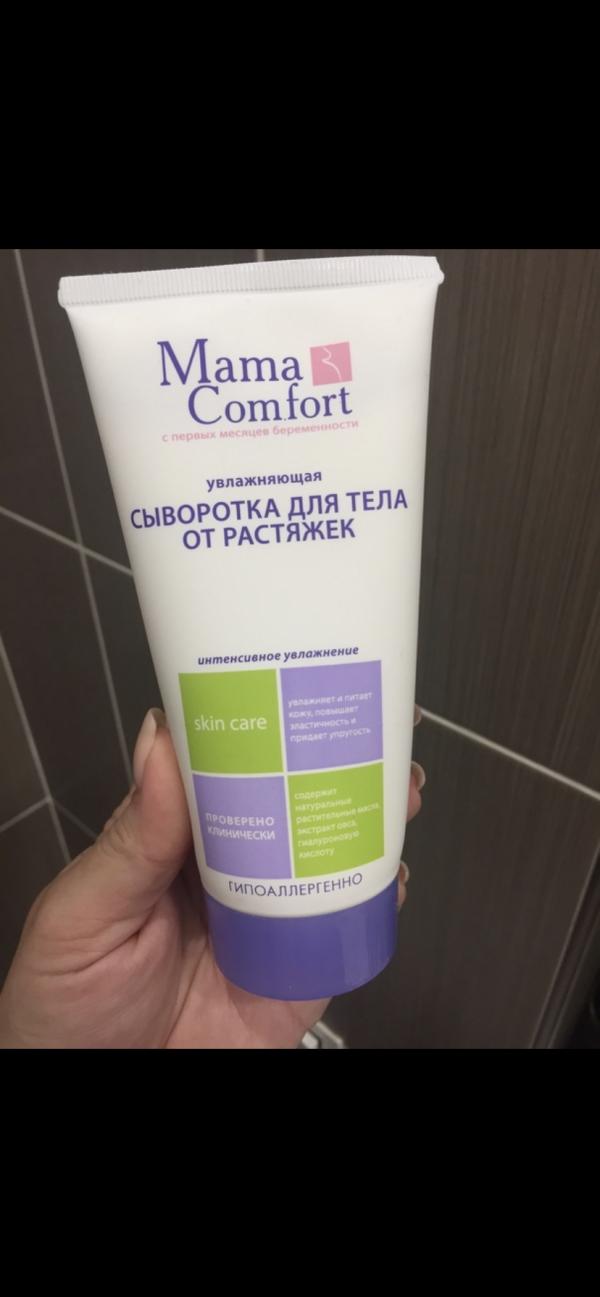 Mama
Comfort
с первых месяцев беременности
увлажняющая
СЫВОРОТКА ДЛЯ ТЕЛА
ОТ РАСТЯЖЕК
интенсивное увлажнение
skin care
увлажняет и питает
кожу, повышает
эластичность и
придает упругость
ПРОВЕРЕНО
КЛИНИЧЕСКИ
содержит
натуральные
растительные масла,
экстракт овса,
гиалуроновую
кислоту
ГИПОАЛЛЕРГЕННО